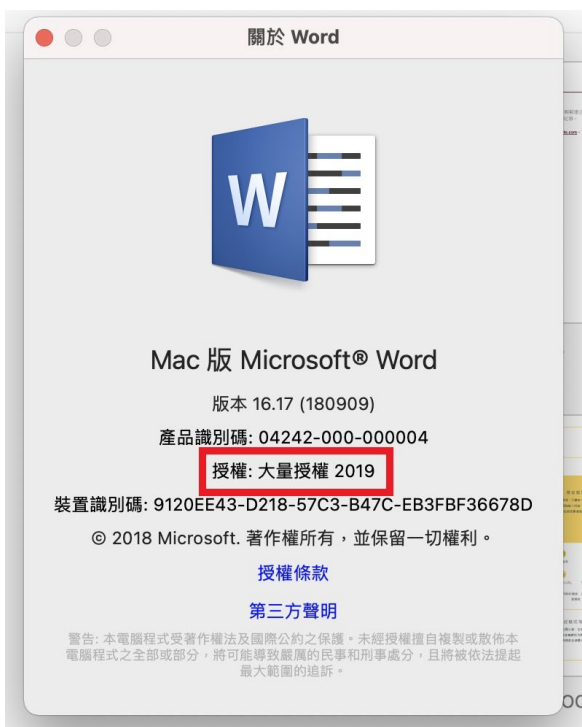 關於 Word
W
Mac 版 Microsoft® Word
版本 16.17 (180909)
產品識別碼: 04242-000-000004
授權: 大量授權 2019
裝置識別碼: 9120EE43-D218-57C3-B47C-EB3FBF36678D
© 2018 Microsoft. 著作權所有，並保留一切權利。
授權條款
第三方聲明
警告: 本電腦程式受著作權法及國際公約之保護。未經授權擅自複製或散佈本
電腦程式之全部或部分，將可能導致嚴厲的民事和刑事處分，且將被依法提起
最大範圍的追訴。